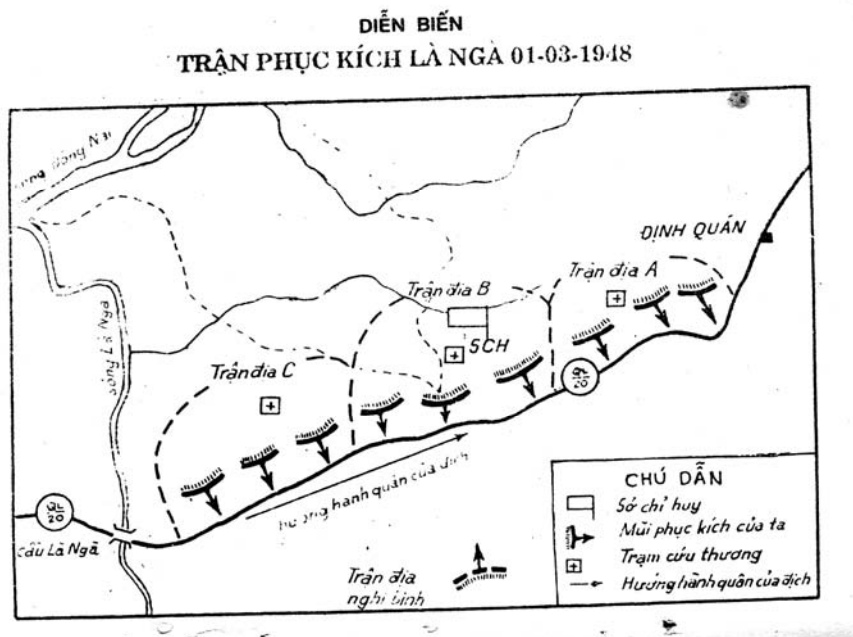 DIỄN BIẾN
TRẬN PHỤC KÍCH LÀ NGÀ 01-03-1948
sông Đồng Nai
ĐỊNH QUÁN
Trận địa A
Trận địa B
SCH
sông Là Ngà
Trận địa C
QL
20
hướng hành quân của địch
QL
20
cầu Là Ngà
Trận địa
nghi binh
CHÚ DẪN
Sở chỉ huy
Mũi phục kích của ta
Trạm cứu thương
Hướng hành quân của địch